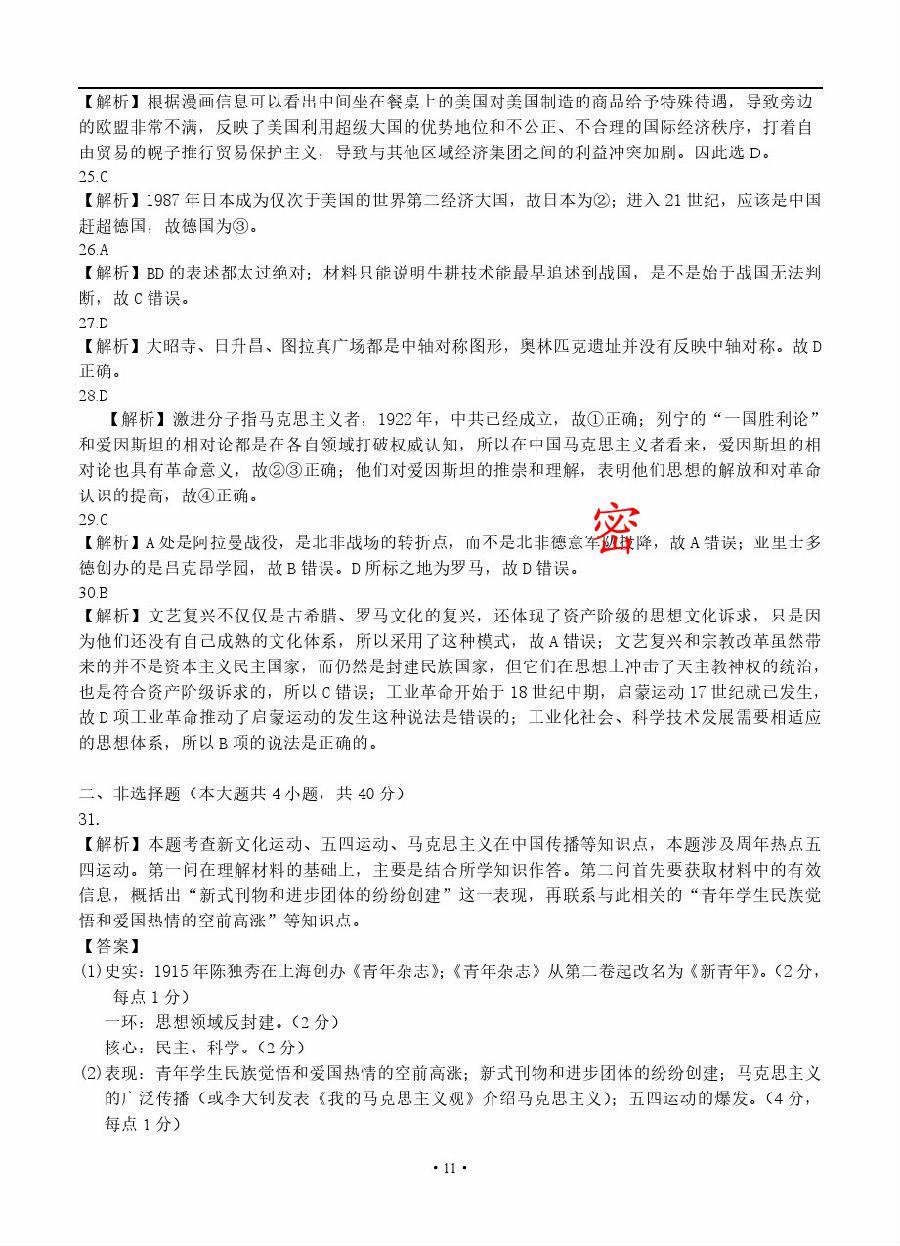 【解析】根据漫画信息可以看出中间坐在餐桌上的美国对美国制造的商品给予特殊待遇，导致旁边
的欧盟非常不满，反映了美国利用超级大国的优势地位和不公正、不合理的国际经济秩序，打着自
由贸易的幌子推行贸易保护主义，导致与其他区域经济集团之间的利益冲突加剧。因此选 D。
25.C
【解析】1987 年日本成为仅次于美国的世界第二经济大国，故日本为②；进入 21 世纪，应该是中国
赶超德国，故德国为③。
26.A
【解析】BD 的表述都太过绝对；材料只能说明牛耕技术能最早追述到战国，是不是始于战国无法判
断，故 C 错误。
27.D
【解析】大昭寺、日升昌、图拉真广场都是中轴对称图形，奥林匹克遗址并没有反映中轴对称。故 D
正确。
28.D
【解析】激进分子指马克思主义者，1922 年，中共已经成立，故①正确；列宁的“一国胜利论”
和爱因斯坦的相对论都是在各自领域打破权威认知，所以在中国马克思主义者看来，爱因斯坦的相
对论也具有革命意义，故②③正确；他们对爱因斯坦的推崇和理解，表明他们思想的解放和对革命
认识的提高，故④正确。
29.C
【解析】A 处是阿拉曼战役，是北非战场的转折点，而不是北非德意军队投降，故 A 错误；亚里士多
德创办的是吕克昂学园，故 B 错误。D 所标之地为罗马，故 D 错误。
密
30.B
【解析】文艺复兴不仅仅是古希腊、罗马文化的复兴，还体现了资产阶级的思想文化诉求，只是因
为他们还没有自己成熟的文化体系，所以采用了这种模式，故 A 错误；文艺复兴和宗教改革虽然带
来的并不是资本主义民主国家，而仍然是封建民族国家，但它们在思想上冲击了天主教神权的统治，
也是符合资产阶级诉求的，所以 C 错误；工业革命开始于 18 世纪中期，启蒙运动 17 世纪就已发生，
故 D 项工业革命推动了启蒙运动的发生这种说法是错误的；工业化社会、科学技术发展需要相适应
的思想体系，所以 B 项的说法是正确的。
二、非选择题（本大题共 4 小题，共 40 分）
31.
【解析】本题考查新文化运动、五四运动、马克思主义在中国传播等知识点，本题涉及周年热点五
四运动。第一问在理解材料的基础上，主要是结合所学知识作答。第二问首先要获取材料中的有效
信息，概括出“新式刊物和进步团体的纷纷创建”这一表现，再联系与此相关的“青年学生民族觉
悟和爱国热情的空前高涨”等知识点。
【答案】
(1)史实：1915 年陈独秀在上海创办《青年杂志》；《青年杂志》从第二卷起改名为《新青年》。（2 分，
每点 1 分）
一环：思想领域反封建。（2 分）
核心：民主、科学。（2 分）
(2)表现：青年学生民族觉悟和爱国热情的空前高涨；新式刊物和进步团体的纷纷创建；马克思主义
的广泛传播（或李大钊发表《我的马克思主义观》介绍马克思主义）；五四运动的爆发。（4 分，
每点 1 分）
·11·